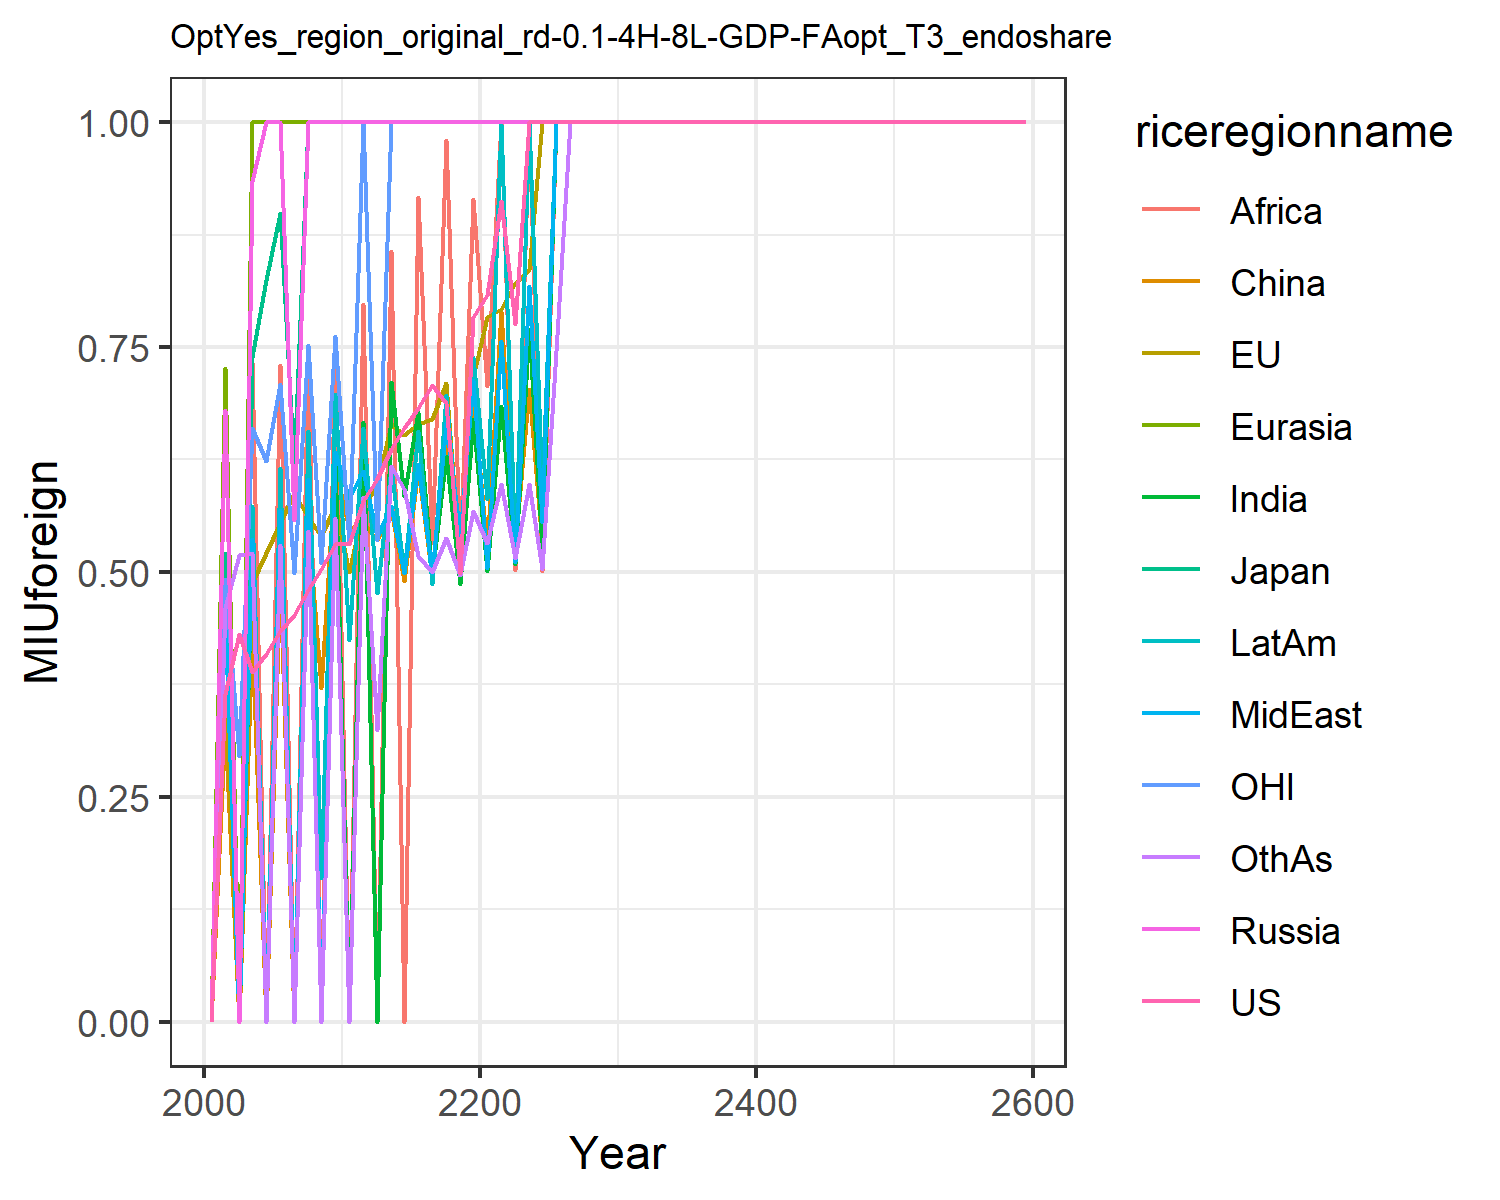 OptYes_region_original_rd-0.1-4H-8L-GDP-FAopt_T3_endoshare
1.00
0.75
0.50
0.25
0.00
MIUforeign
2000
2200
2400
2600
Year
riceregionname
Africa
China
EU
Eurasia
India
Japan
LatAm
MidEast
OHI
OthAs
Russia
US